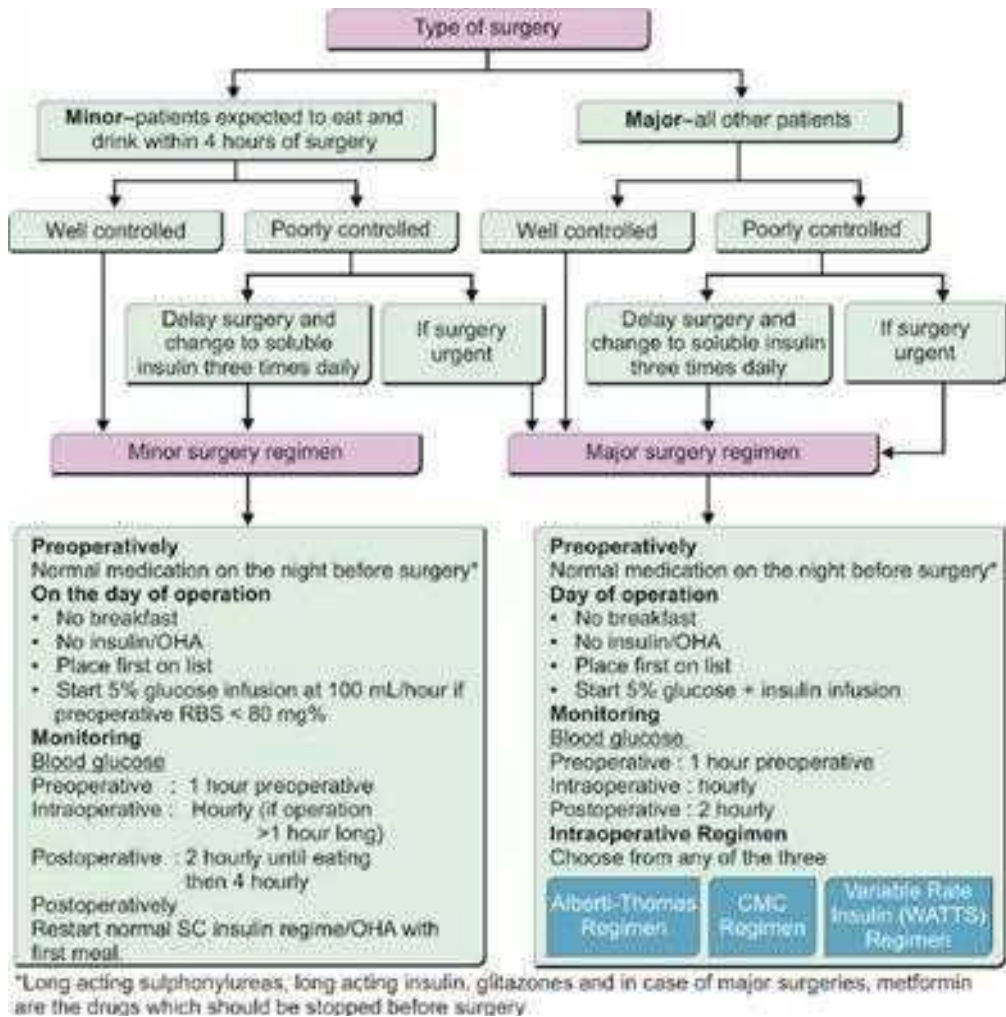 Type of surgery
Minor–patients expected to eat and
drink within 4 hours of surgery
Major–all other patients
Well controlled
Poorly controlled
Well controlled
Poorly controlled
Delay surgery and
change to soluble
insulin three times daily
If surgery
urgent
Delay surgery and
change to soluble insulin
three times daily
If surgery
urgent
Minor surgery regimen
Major surgery regimen
Preoperatively
Normal medication on the night before surgery*
On the day of operation
• No breakfast
• No insulin/OHA
• Place first on list
• Start 5% glucose infusion at 100 mL/hour if
preoperative RBS < 80 mg%
Monitoring
Blood glucose
Preoperative : 1 hour preoperative
Intraoperative : Hourly (if operation
>1 hour long)
Postoperative : 2 hourly until eating
then 4 hourly
Postoperatively
Restart normal SC insulin regime/OHA with
first meal.
Preoperatively
Normal medication on the night before surgery*
Day of operation
• No breakfast
• No insulin/OHA
• Place first on list
• Start 5% glucose + insulin infusion
Monitoring
Blood glucose
Preoperative : 1 hour preoperative
Intraoperative : hourly
Postoperative : 2 hourly
Intraoperative Regimen
Choose from any of the three
Alberti-Thomas
Regimen
CMC
Regimen
Variable Rate
Insulin (WATTS)
Regimen
*Long acting sulphonylureas, long acting insulin, glitazones and in case of major surgeries, metformin
are the drugs which should be stopped before surgery